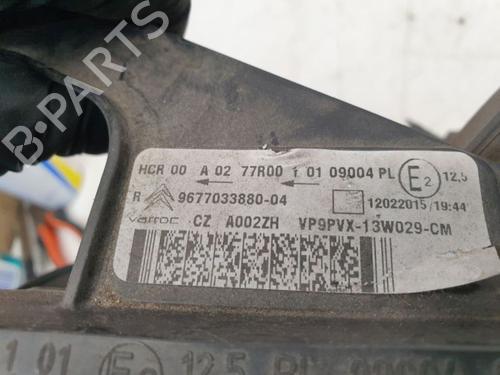 B-PARTS
HCR 00 A 02 77R00 1 01 09004 PL E2 12,5
R 9677033880-04 12022015/19:44
varroc CZ A002ZH VP9PVX-13W029-CM
1 01 12.5